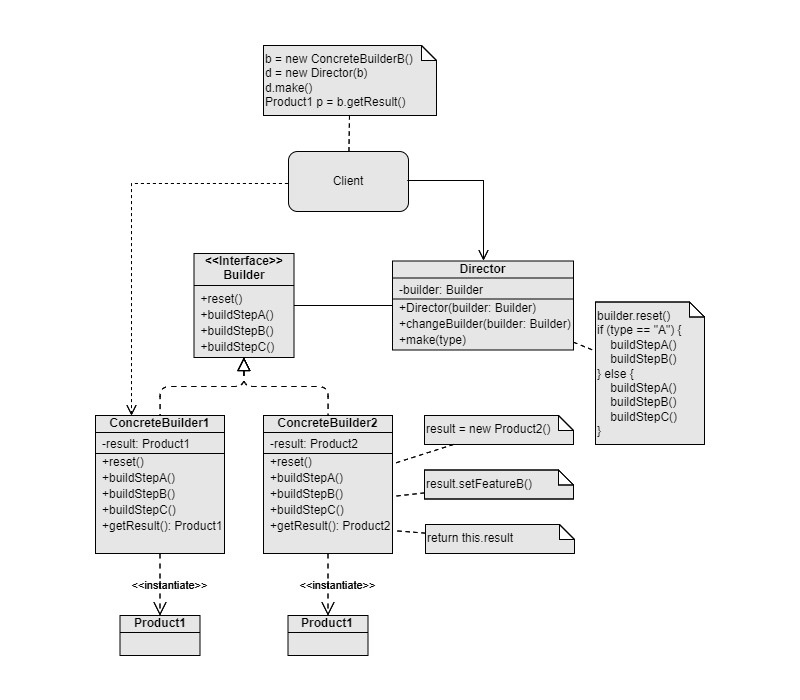 b = new ConcreteBuilderB()
d = new Director(b)
d.make()
Product1 p = b.getResult()
Client
<<Interface>>
Builder
+reset()
+buildStepA()
+buildStepB()
+buildStepC()
Director
-builder: Builder
+Director(builder: Builder)
+changeBuilder(builder: Builder)
+make(type)
builder.reset()
if (type == "A") {
buildStepA()
buildStepB()
} else {
buildStepA()
buildStepB()
buildStepC()
}
ConcreteBuilder1
-result: Product1
+reset()
+buildStepA()
+buildStepB()
+buildStepC()
+getResult(): Product1
ConcreteBuilder2
-result: Product2
+reset()
+buildStepA()
+buildStepB()
+buildStepC()
+getResult(): Product2
result = new Product2()
result.setFeatureB()
return this.result
<<instantiate>>
<<instantiate>>
Product1
Product1